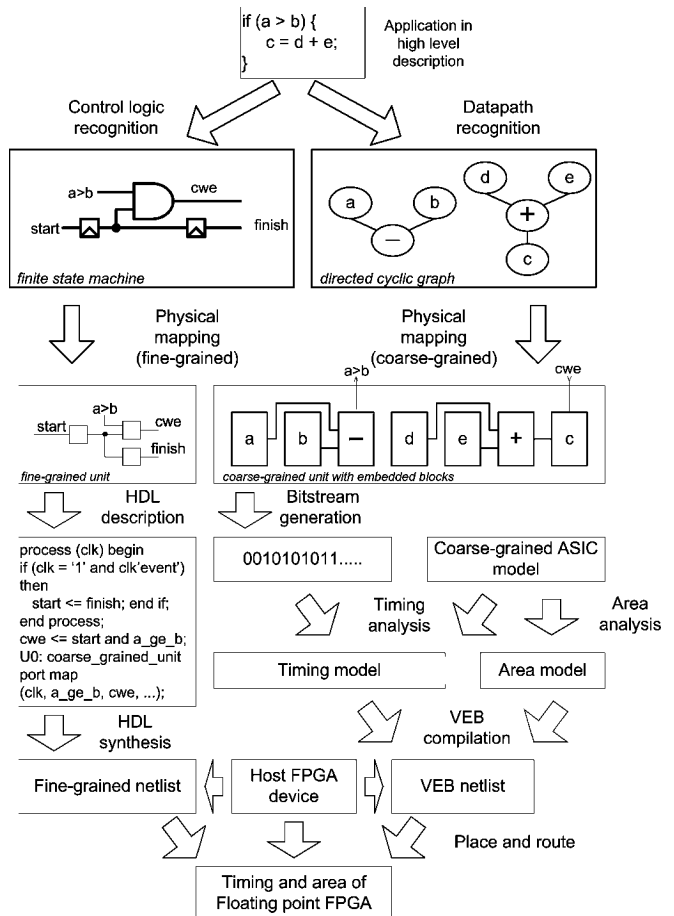 if (a > b) {
c = d + e;
}
Application in
high level
description
Control logic
recognition
Datapath
recognition
a>b
cwe
start
finish
finite state machine
a
b
−
d
e
+
c
directed cyclic graph
Physical
mapping
(fine-grained)
Physical
mapping
(coarse-grained)
a>b
cwe
start
a>b
cwe
finish
fine-grained unit
a
b
−
d
e
+
c
coarse-grained unit with embedded blocks
HDL
description
Bitstream
generation
process (clk) begin
if (clk = ‘1’ and clk’event')
then
start <= finish; end if;
end process;
cwe <= start and a_ge_b;
U0: coarse_grained_unit
port map
(clk, a_ge_b, cwe, ...);
0010101011.....
Coarse-grained ASIC
model
Timing
analysis
Area
analysis
Timing model
Area model
HDL
synthesis
VEB
compilation
Fine-grained netlist
Host FPGA
device
VEB netlist
Place and route
Timing and area of
Floating point FPGA